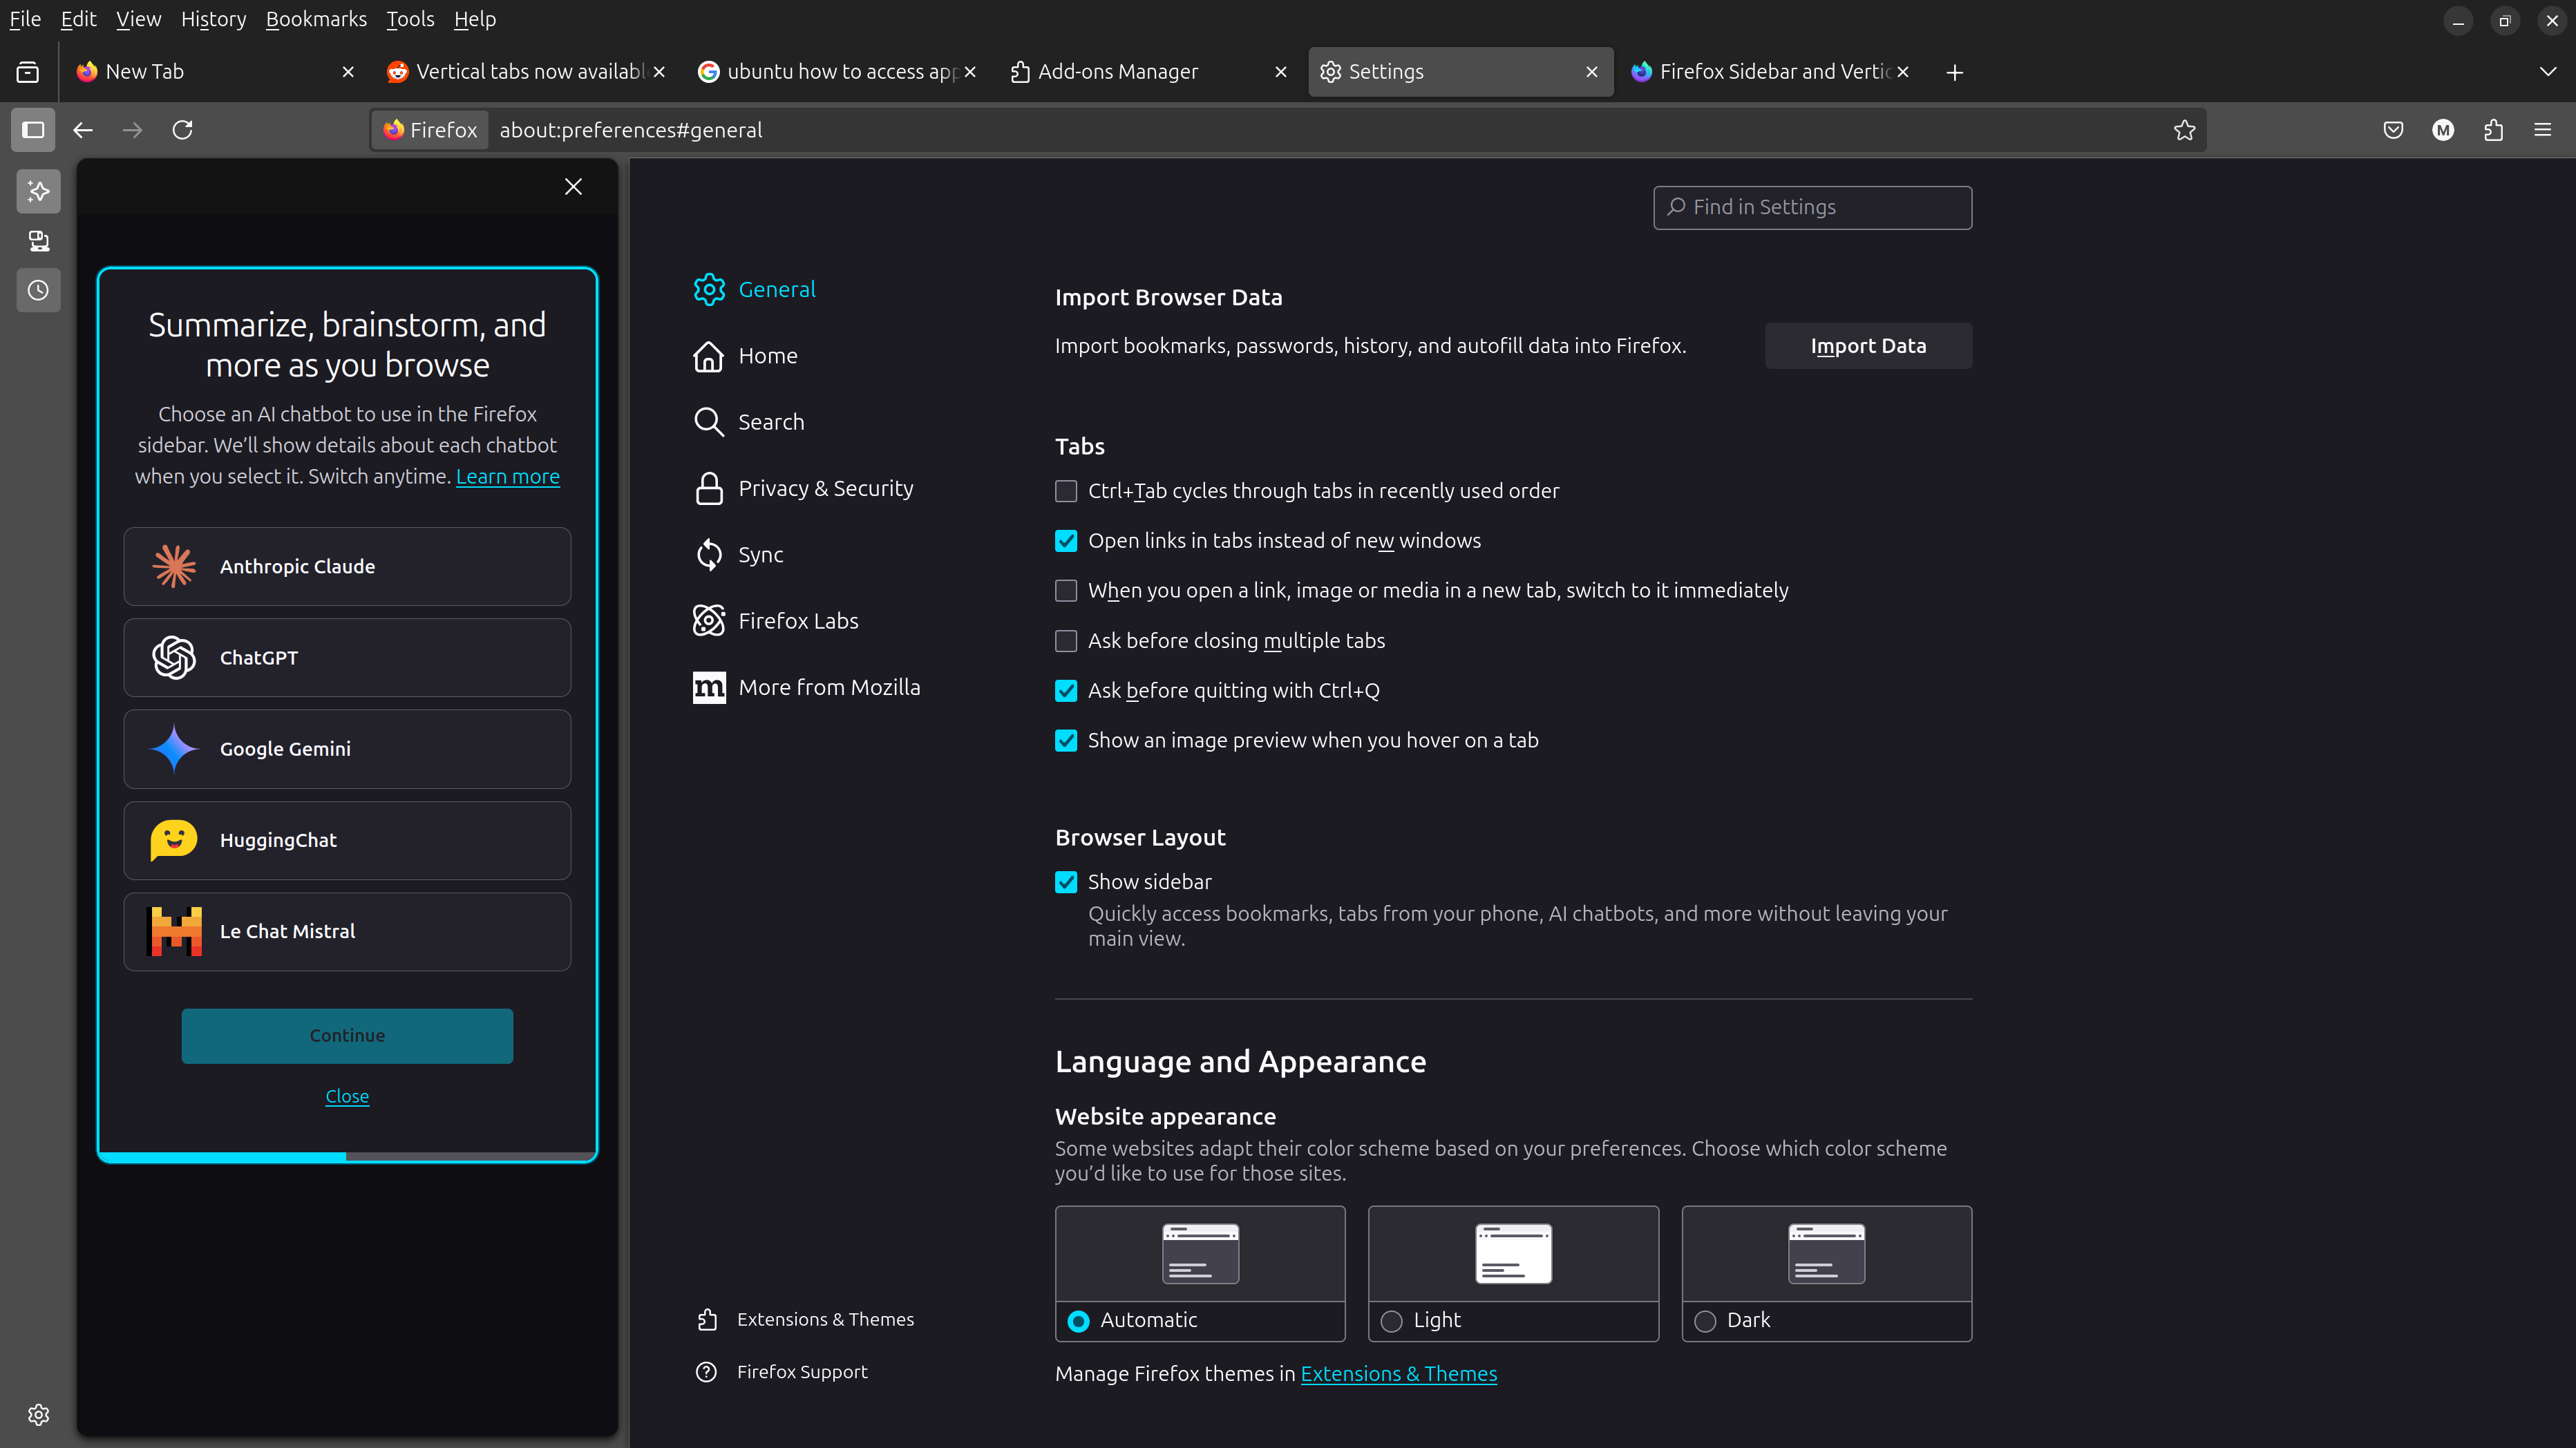 File Edit View History Bookmarks Tools Help
New Tab
Vertical tabs now availabl
ubuntu how to access app
Add-ons Manager
Settings
Firefox Sidebar and Vertic
Firefox about:preferences#general
M
Summarize, brainstorm, and
more as you browse
Choose an AI chatbot to use in the Firefox
sidebar. We’ll show details about each chatbot
when you select it. Switch anytime. Learn more
Anthropic Claude
ChatGPT
Google Gemini
HuggingChat
Le Chat Mistral
Continue
Close
Find in Settings
General
Home
Search
Privacy & Security
Sync
Firefox Labs
m More from Mozilla
Extensions & Themes
Firefox Support
Import Browser Data
Import bookmarks, passwords, history, and autofill data into Firefox.
Import Data
Tabs
Ctrl+Tab cycles through tabs in recently used order
Open links in tabs instead of new windows
When you open a link, image or media in a new tab, switch to it immediately
Ask before closing multiple tabs
Ask before quitting with Ctrl+Q
Show an image preview when you hover on a tab
Browser Layout
Show sidebar
Quickly access bookmarks, tabs from your phone, AI chatbots, and more without leaving your
main view.
Language and Appearance
Website appearance
Some websites adapt their color scheme based on your preferences. Choose which color scheme
you’d like to use for those sites.
Automatic
Light
Dark
Manage Firefox themes in Extensions & Themes